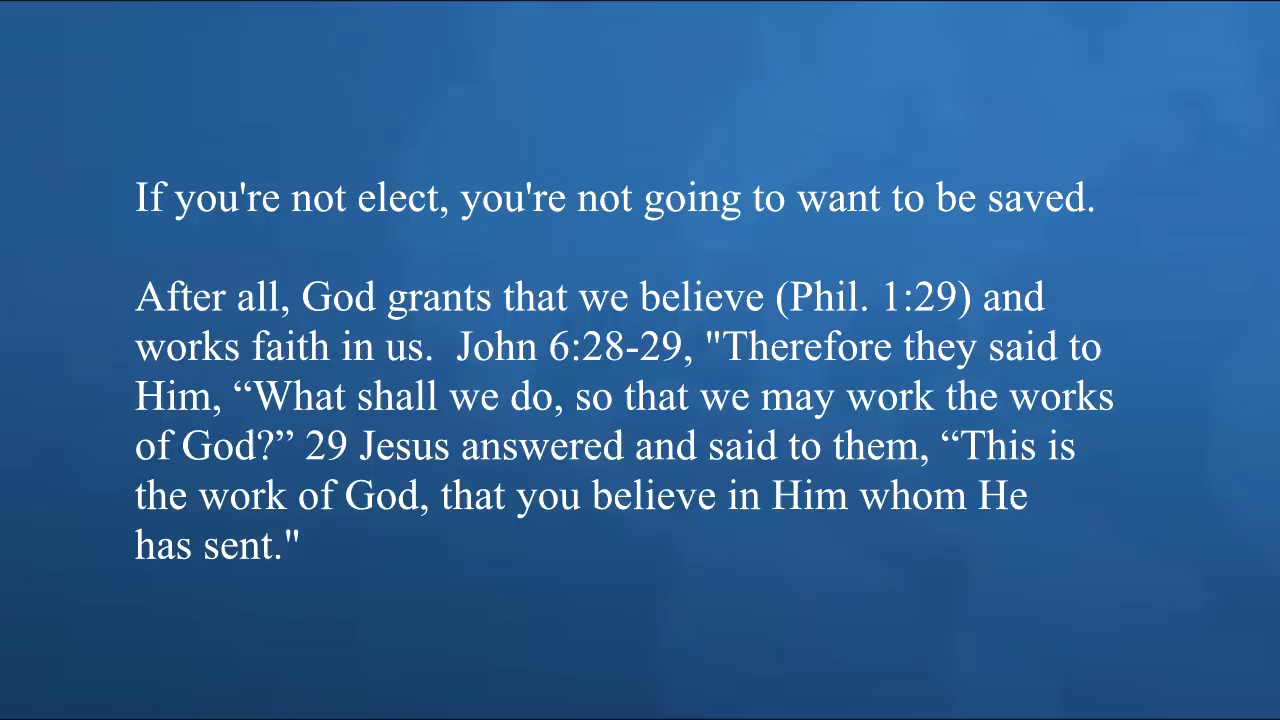 If you're not elect, you're not going to want to be saved.
After all, God grants that we believe (Phil. 1:29) and
works faith in us.  John 6:28-29, "Therefore they said to
Him, “What shall we do, so that we may work the works
of God?” 29 Jesus answered and said to them, “This is
the work of God, that you believe in Him whom He
has sent."